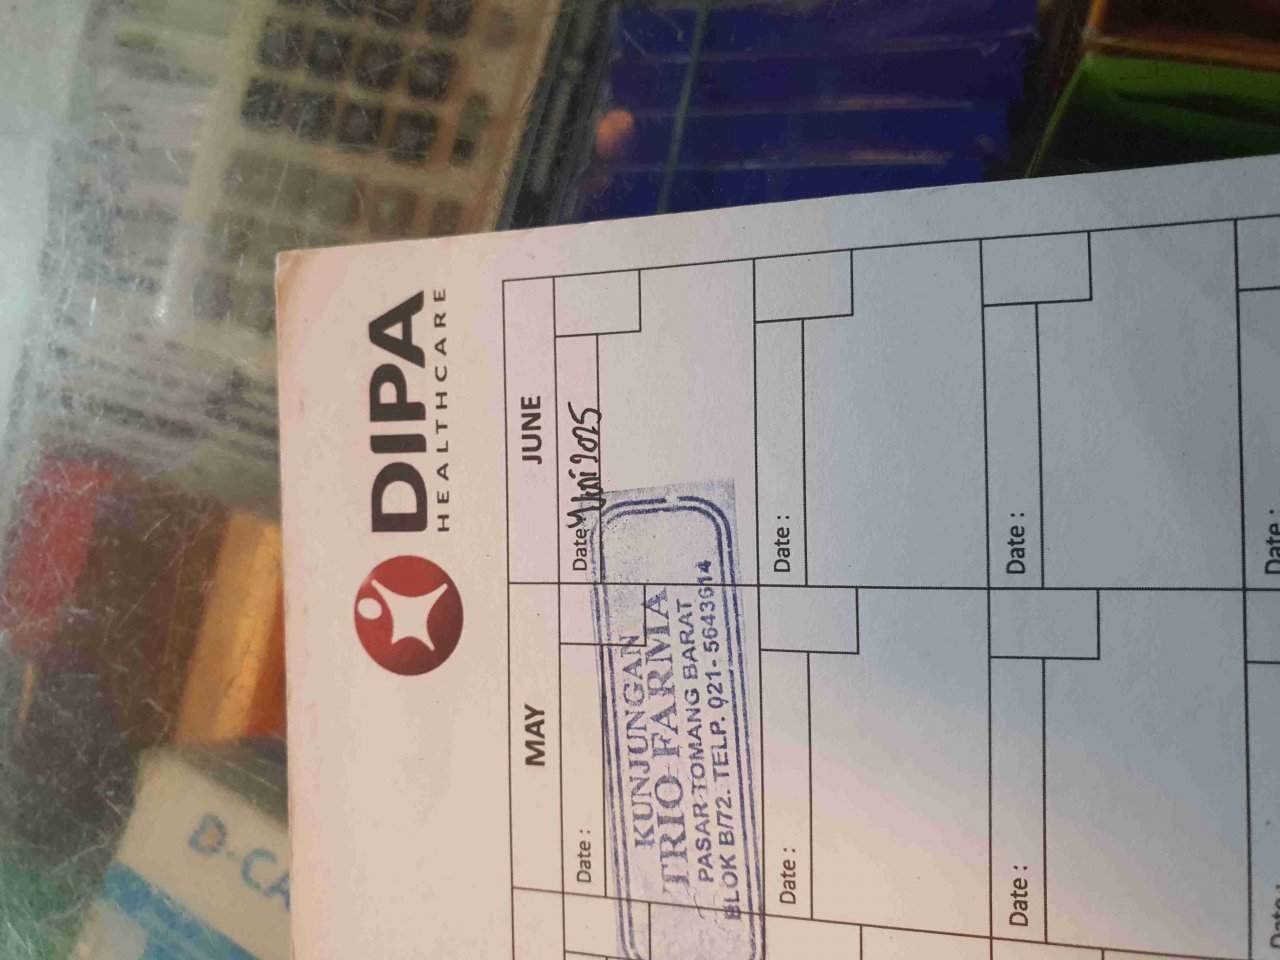 DIPA
HEALTHCARE
MAY
JUNE
Date :
Date Juni 2025
KUNJUNGAN
TRIO FARMA
PASAR TOMANG BARAT
BLOK B/72. TELP. 021- 5643614
Date :
Date :
Date :
Date :
Date :
Date :
D-CA